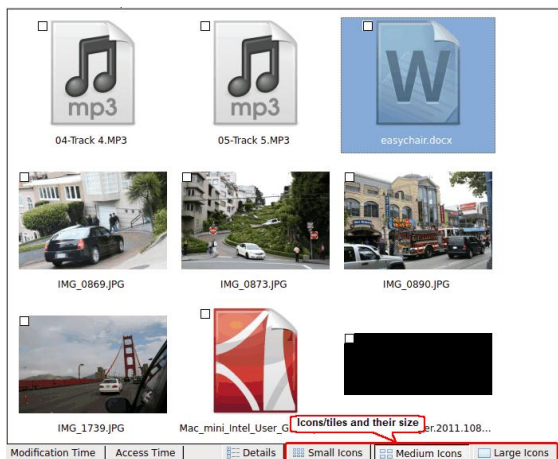 mp3
mp3
W
04-Track 4.MP3
05-Track 5.MP3
easychair.docx
IMG_0869.JPG
IMG_0873.JPG
IMG_0890.JPG
IMG_1739.JPG
Mac_mini_Intel_User_G
er.2011.108...
Icons/tiles and their size
Modification Time
Access Time
Details
Small Icons
Medium Icons
Large Icons